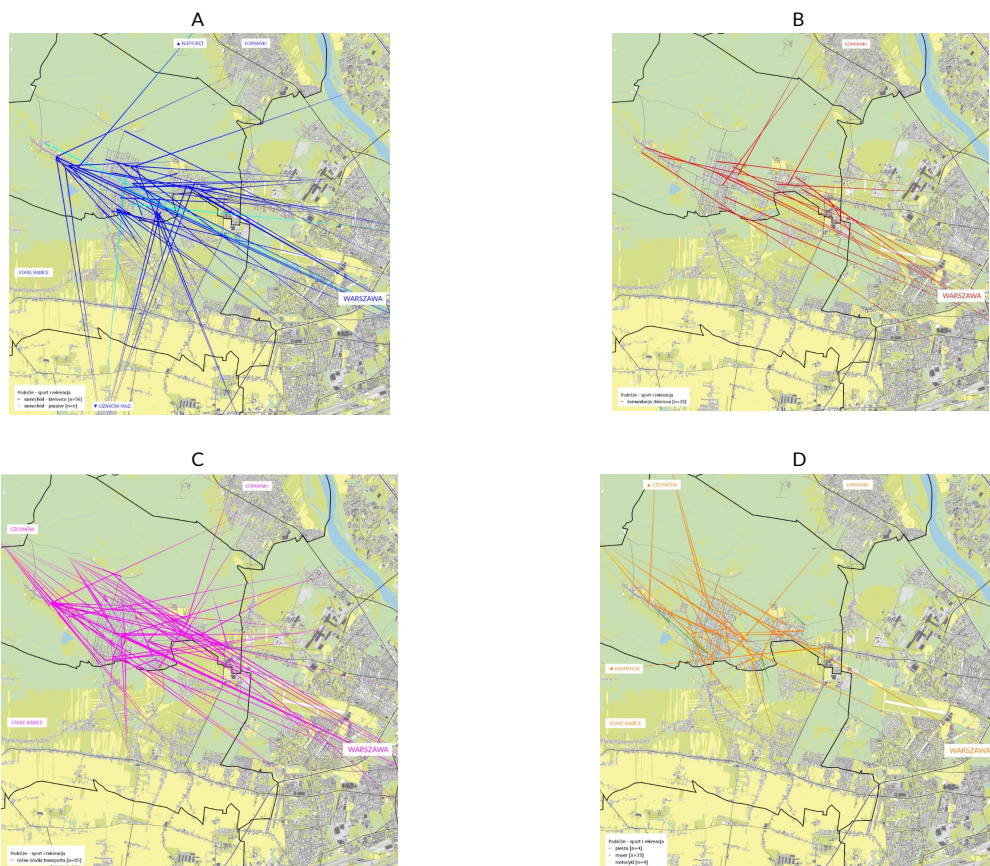 A
▲ NIEPORĘT
ŁOMIANKI
STARE BABICE
WARSZAWA
Podróże - sport i rekreacja
samochód - kierowca [n=56]
samochód - pasażer [n=6]
▼ OŻARÓW MAZ.
B
ŁOMIANKI
WARSZAWA
Podróże - sport i rekreacja
komunikacja zbiorowa
C
ŁOMIANKI
CZOSNÓW
STARE BABICE
WARSZAWA
Podróże - sport i rekreacja
różne środki transportu
D
▲ CZOSNÓW
ŁOMIANKI
◄ KAMPINOS
STARE BABICE
WARSZAWA
Podróże - sport i rekreacja
pieszo [n=4]
rower [n=35]
motocykl [n=4]